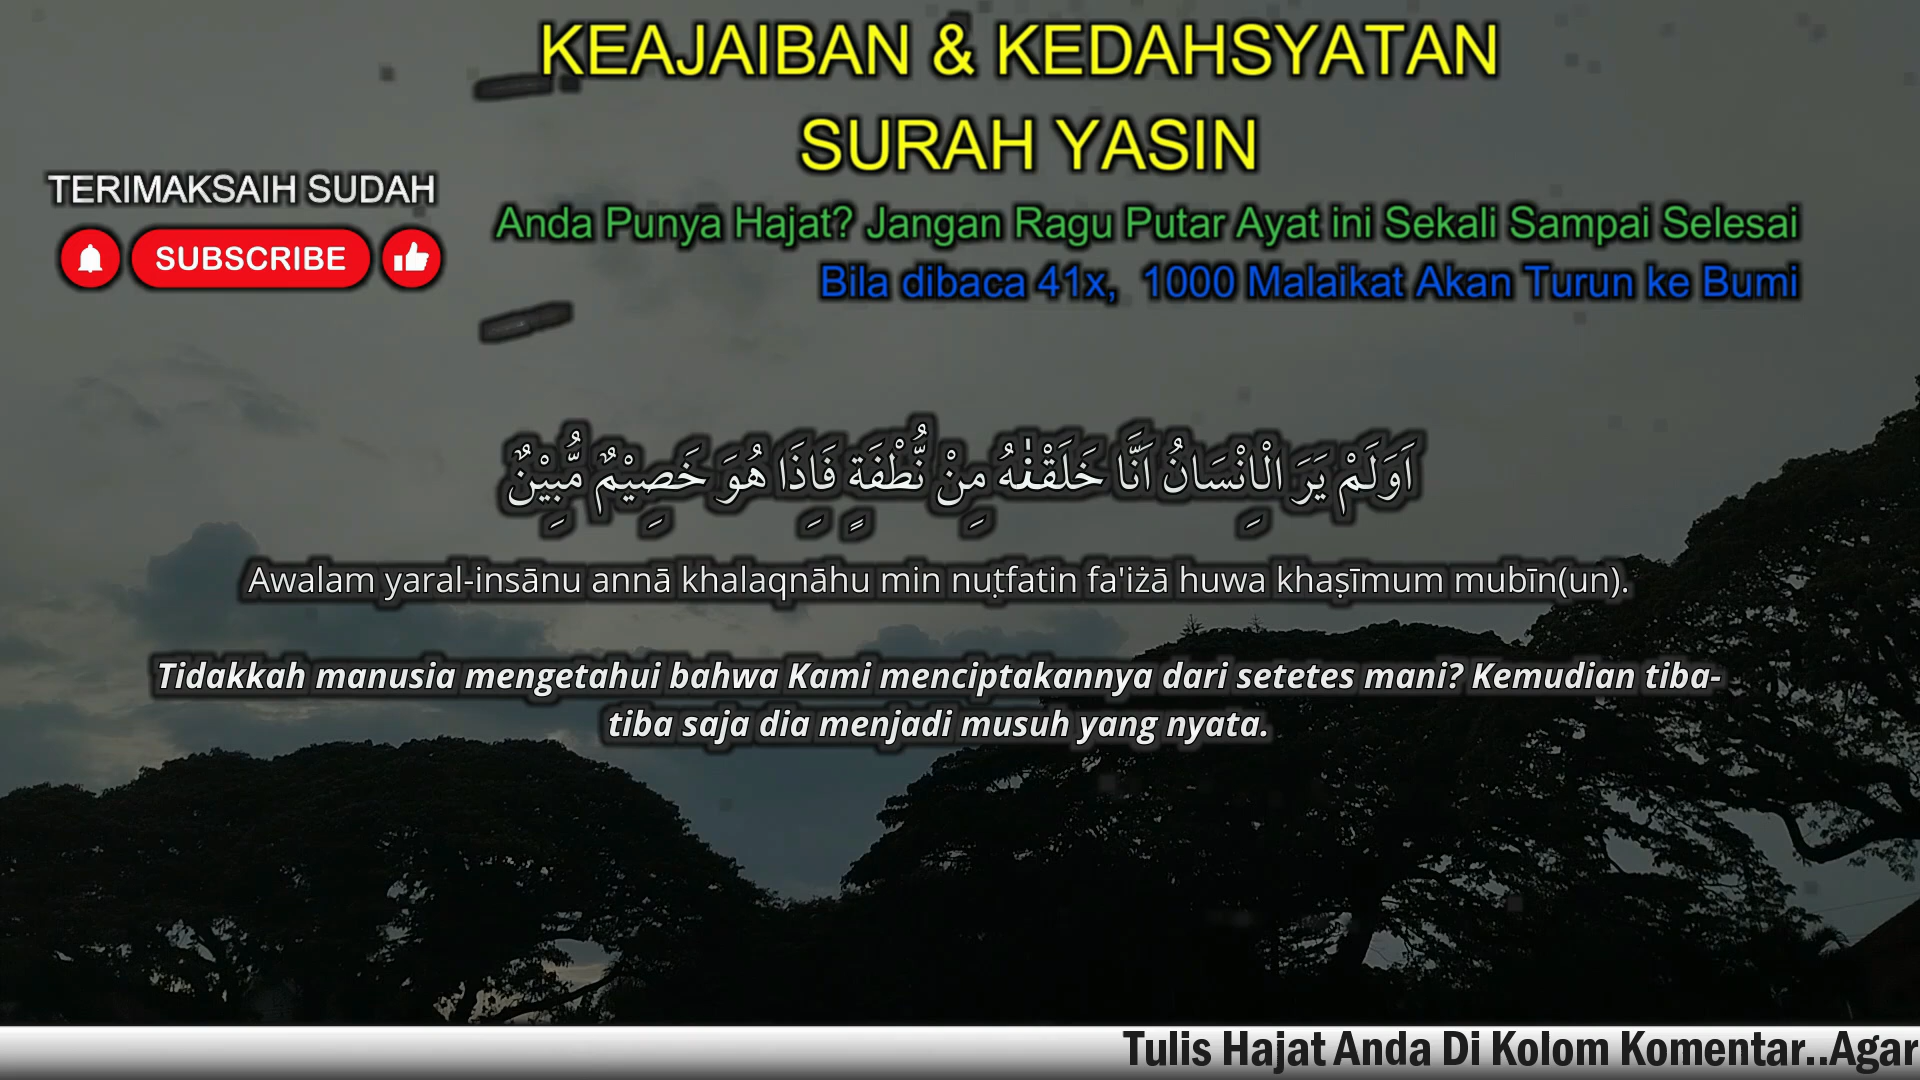 KEAJAIBAN & KEDAHSYATAN
SURAH YASIN
TERIMAKSAIH SUDAH
SUBSCRIBE
Anda Punya Hajat? Jangan Ragu Putar Ayat ini Sekali Sampai Selesai
Bila dibaca 41x, 1000 Malaikat Akan Turun ke Bumi
اَوَلَمْ يَرَ الْاِنْسَانُ اَنَّا خَلَقْنٰهُ مِنْ نُّطْفَةٍ فَاِذَا هُوَ خَصِيْمٌ مُّبِيْنٌ
Awalam yaral-insānu annā khalaqnāhu min nuṭfatin fa'iżā huwa khaṣīmum mubīn(un).
Tidakkah manusia mengetahui bahwa Kami menciptakannya dari setetes mani? Kemudian tiba-
tiba saja dia menjadi musuh yang nyata.
Tulis Hajat Anda Di Kolom Komentar..Agar